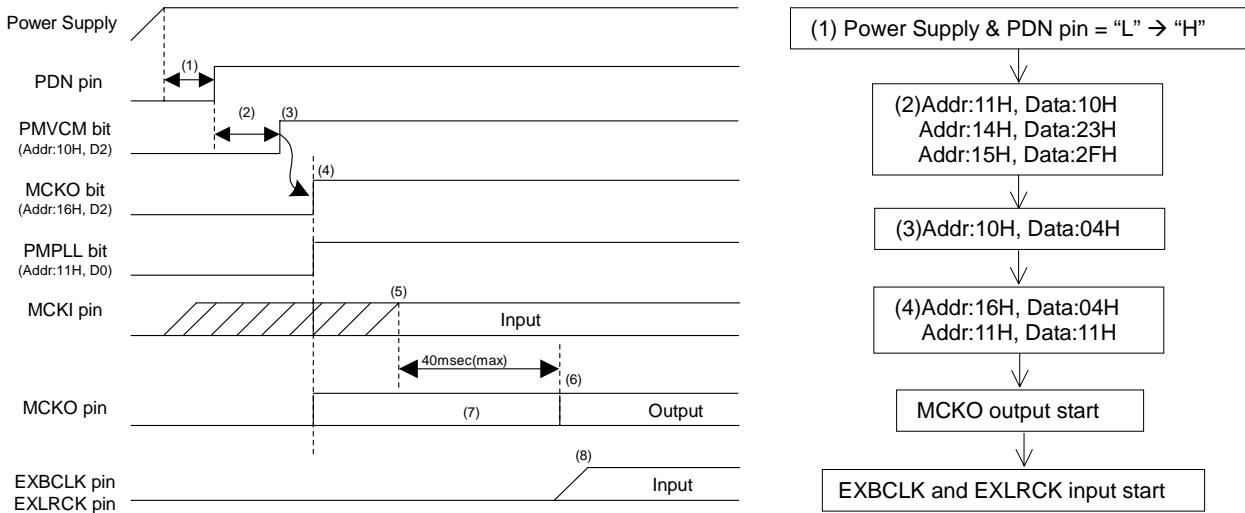 Power Supply
(1)
PDN pin
(2)
(3)
PMVCM bit
(Addr:10H, D2)
(4)
MCKO bit
(Addr:16H, D2)
PMPLL bit
(Addr:11H, D0)
(5)
MCKI pin
Input
40msec(max)
(6)
MCKO pin
(7)
Output
(8)
EXBCLK pin
EXLRCK pin
Input
(1) Power Supply & PDN pin = “L” → “H”
(2)Addr:11H, Data:10H
Addr:14H, Data:23H
Addr:15H, Data:2FH
(3)Addr:10H, Data:04H
(4)Addr:16H, Data:04H
Addr:11H, Data:11H
MCKO output start
EXBCLK and EXLRCK input start